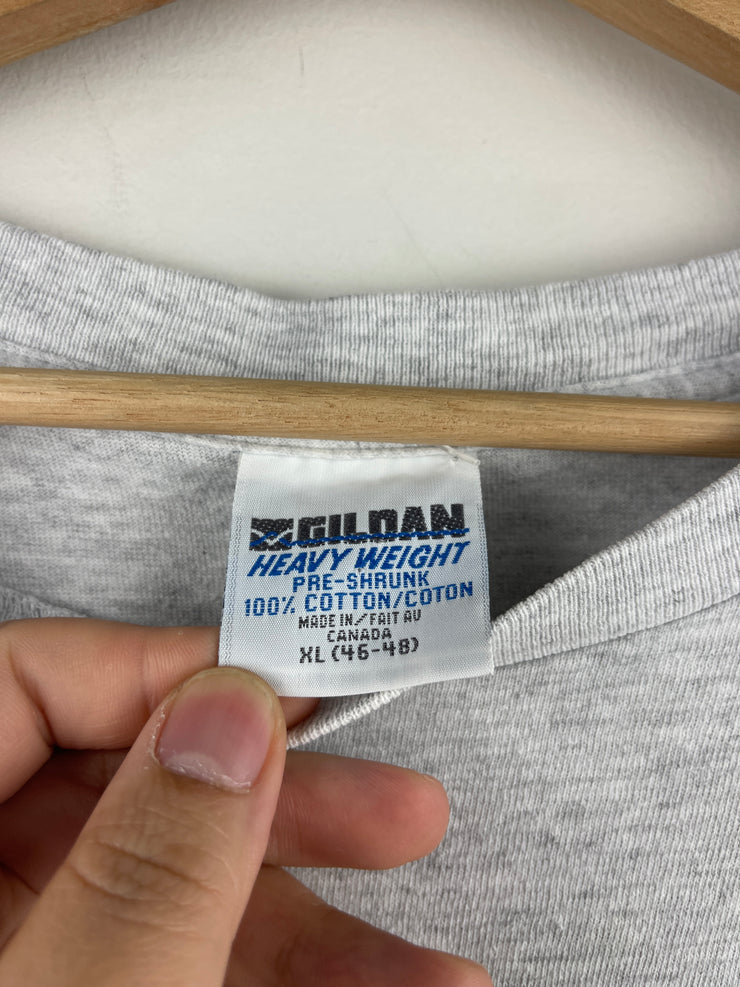 GILDAN
HEAVY WEIGHT
PRE-SHRUNK
100% COTTON/COTON
MADE IN/FAIT AU
CANADA
XL (46-48)